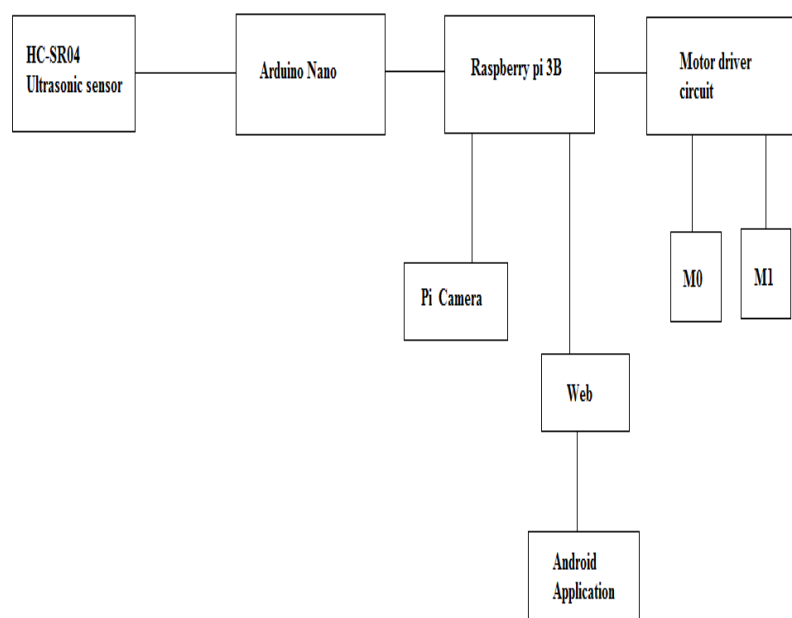 HC-SR04
Ultrasonic sensor
Arduino Nano
Raspberry pi 3B
Motor driver
circuit
Pi Camera
M0
M1
Web
Android
Application